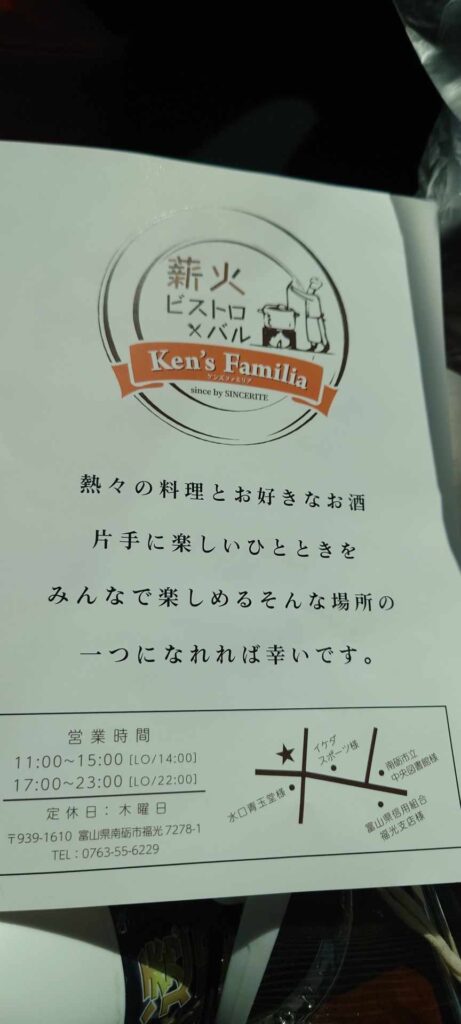 薪火
ビストロ
×バル
Ken's Familia
ケンズファミリア
since by SINCERITE
熱々の料理とお好きなお酒
片手に楽しいひとときを
みんなで楽しめるそんな場所の
一つになれれば幸いです。
営業時間
11:00~15:00 [LO/14:00]
17:00~23:00 [LO/22:00]
定休日：木曜日
〒939-1610 富山県南砺市福光 7278-1
TEL：0763-55-6229
イケダ
スポーツ様
南砺市立
中央図書館様
水口青玉堂様
富山県信用組合
福光支店様